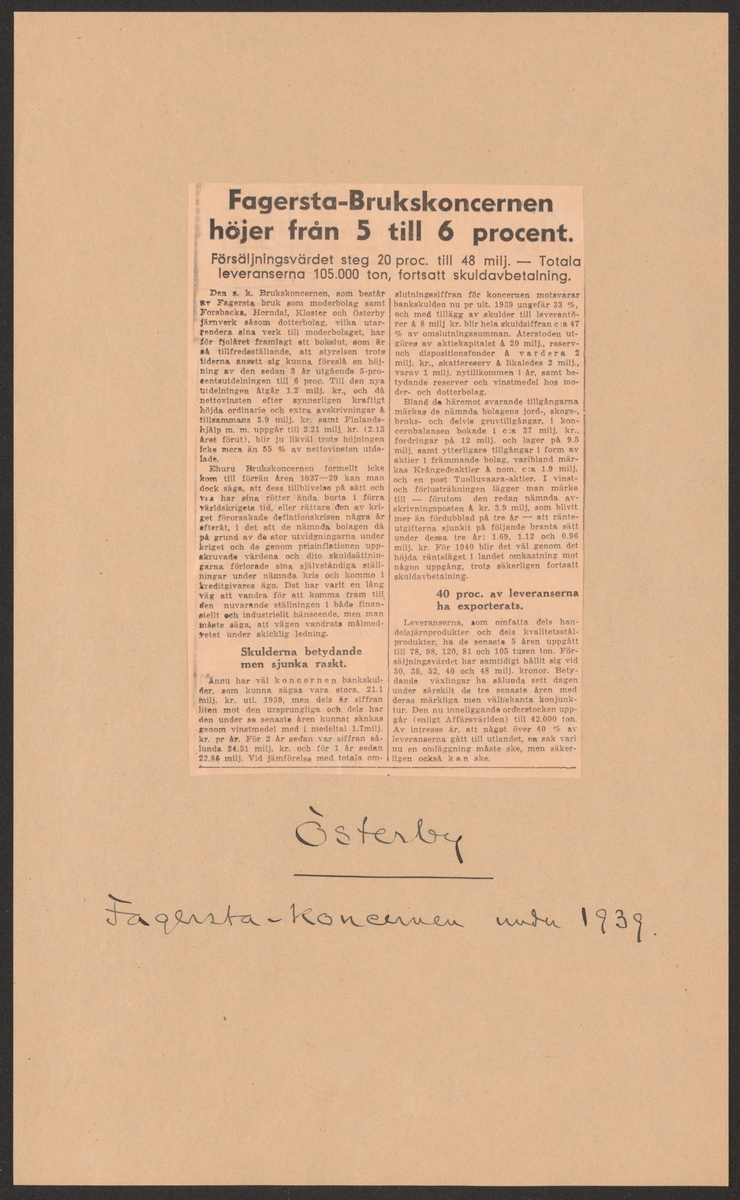 Fagersta-Brukskoncernen
höjer från 5 till 6 procent.
Försäljningsvärdet steg 20 proc. till 48 milj. — Totala
leveranserna 105.000 ton, fortsatt skuldavbetalning.
Den s. k. Brukskoncernen, som består
av Fagersta bruk som moderbolag samt
Forsbacka, Horndal, Kloster och Österby
järnverk såsom dotterbolag, vilka utar-
rendera sina verk till moderbolaget, har
för fjolåret framlagt ett bokslut, som är
så tillfredsställande, att styrelsen trots
tiderna ansett sig kunna föreslå en höj-
ning av den sedan 3 år utgående 5-pro-
centsutdelningen till 6 proc. Till den nya
utdelningen åtgår 1.2 milj. kr., och då
nettovinsten efter synnerligen kraftigt
höjda ordinarie och extra avskrivningar å
tillsammans 3.9 milj. kr. samt Finlands-
hjälp m. m. uppgår till 2.21 milj. kr. (2.13
året förut), blir ju likväl trots höjningen
icke mera än 55 % av nettovinsten utde-
lade.
Ehuru Brukskoncernen formellt icke
kom till förrän åren 1927—29 kan man
dock säga, att dess tillblivelse på sätt och
vis har sina rötter ända borta i förra
världskrigets tid, eller rättare den av kri-
get förorsakade deflationskrisen några år
efteråt, i det att de nämnda bolagen då
på grund av de stor utvidgningarna under
kriget och de genom prisinflationen upp-
skruvade värdena och dito skuldsättnin-
garna förlorade sina självständiga ställ-
ningar under nämnda kris och kommo i
kreditgivares ägo. Det har varit en lång
väg att vandra för att komma fram till
den nuvarande ställningen i både finan-
siellt och industriellt hänseende, men man
måste säga, att vägen vandrats målmed-
vetet under skicklig ledning.
Skulderna betydande
men sjunka raskt.
Ännu har väl koncernen bankskul-
der, som kunna sägas vara stora, 21.1
milj. kr. utl. 1939, men dels är siffran
liten mot den ursprungliga och dels har
den under se senaste åren kunnat sänkas
genom vinstmedel med i medeltal 1.7milj.
kr. pr år. För 2 år sedan var siffran så-
lunda 24.51 milj. kr. och för 1 år sedan
22.86 milj. Vid jämförelse med totala om-
slutningssiffran för koncernen motsvarar
bankskulden nu pr ult. 1939 ungefär 33 %,
och med tillägg av skulder till leverantö-
rer å 8 milj kr. blir hela skuldsiffran c:a 47
% av omslutningssumman. Återstoden ut-
göres av aktiekapitalet å 20 milj., reserv-
och dispositionsfonder å vardera 2
milj. kr., skattereserv å likaledes 2 milj.,
varav 1 milj. nytillkommen i år, samt be-
tydande reserver och vinstmedel hos mo-
der- och dotterbolag.
Bland de häremot svarande tillgångarna
märkas de nämnda bolagens jord-, skogs-,
bruks- och delvis gruvtillgångar, i kon-
cernbalansen bokade i c:a 37 milj. kr.,
fordringar på 12 milj. och lager på 9.5
milj, samt ytterligare tillgångar i form av
aktier i främmande bolag, varibland mär-
kas Krångedeaktier å nom. c:a 1.9 milj.
och en post Tuolluvaara-aktier. I vinst-
och förlusträkningen lägger man märke
till — förutom den redan nämnda av-
skrivningsposten å kr. 3.9 milj, som blivit
mer än fördubblad på tre år — att ränte-
utgifterna sjunkit på följande branta sätt
under dessa tre år: 1.69, 1.12 och 0.96
milj. kr. För 1940 blir det väl genom det
höjda ränteläget i landet omkastning mot
någon uppgång, trots säkerligen fortsatt
skuldavbetalning.
40 proc. av leveranserna
ha exporterats.
Leveranserna, som omfatta dels han-
delsjärnprodukter och dels kvalitetsstål-
produkter, ha de senaste 5 åren uppgått
till 78, 98, 120, 81 och 105 tusen ton. För-
säljningsvärdet har samtidigt hållit sig vid
30, 35, 52, 40 och 48 milj. kronor. Bety-
dande växlingar ha sålunda sett dagen
under särskilt de tre senaste åren med
deras märkliga men välbekanta konjunk-
tur. Den nu inneliggande orderstocken upp-
går (enligt Affärsvärlden) till 42,000 ton.
Av intresse är, att något över 40 % av
leveranserna gått till utlandet, en sak vari
nu en omläggning måste ske, men säker-
ligen också kan ske.
Österby
Fagersta-koncernen under 1939.